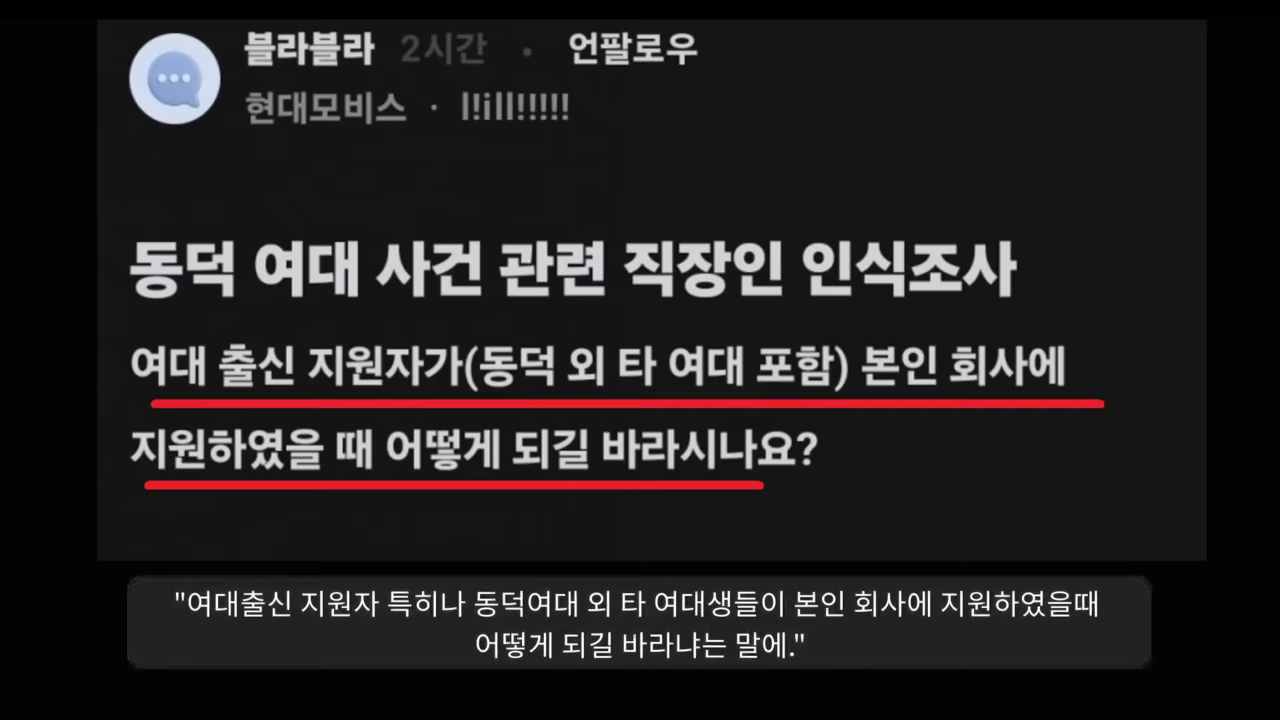 블라블라 2시간 · 언팔로우
현대모비스 · l!ill!!!!!
동덕 여대 사건 관련 직장인 인식조사
여대 출신 지원자가(동덕 외 타 여대 포함) 본인 회사에
지원하였을 때 어떻게 되길 바라시나요?
"여대출신 지원자 특히나 동덕여대 외 타 여대생들이 본인 회사에 지원하였을때
어떻게 되길 바라냐는 말에."